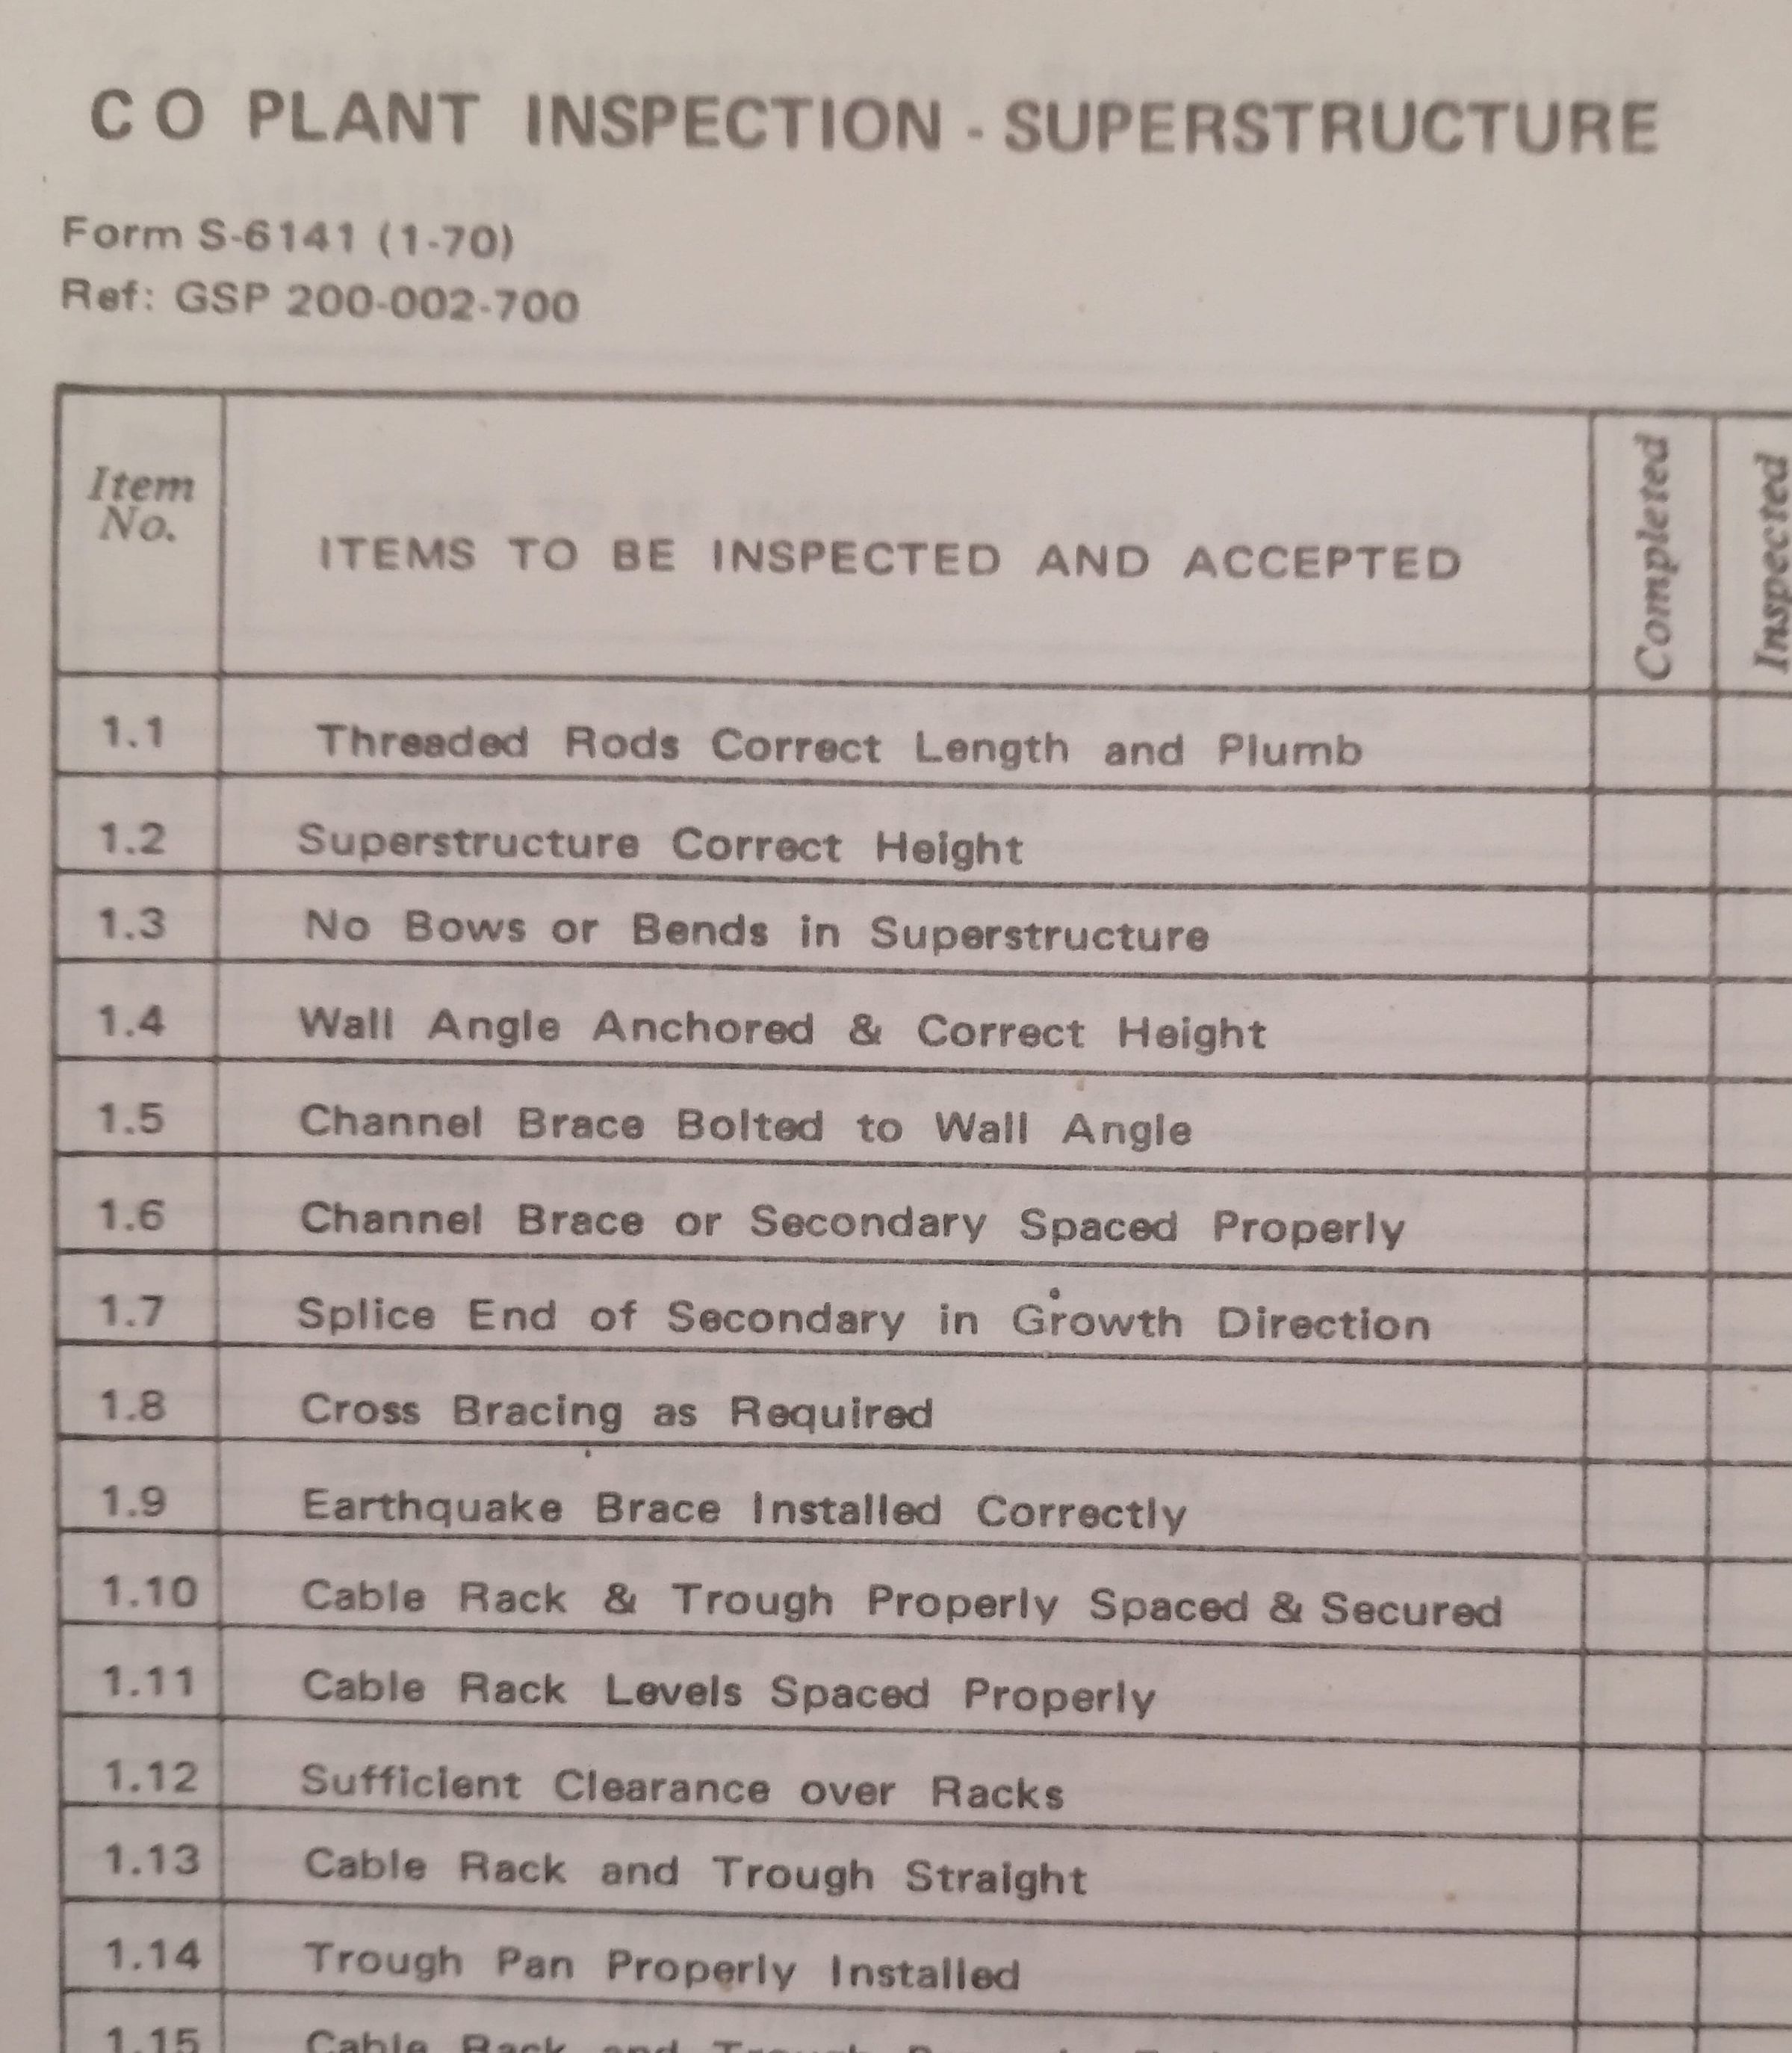 CO PLANT INSPECTION - SUPERSTRUCTURE
Form S-6141 (1-70)
Ref: GSP 200-002-700
Item No.
ITEMS TO BE INSPECTED AND ACCEPTED
Completed
Inspected
1.1 Threaded Rods Correct Length and Plumb
1.2 Superstructure Correct Height
1.3 No Bows or Bends in Superstructure
1.4 Wall Angle Anchored & Correct Height
1.5 Channel Brace Bolted to Wall Angle
1.6 Channel Brace or Secondary Spaced Properly
1.7 Splice End of Secondary in Growth Direction
1.8 Cross Bracing as Required
1.9 Earthquake Brace Installed Correctly
1.10 Cable Rack & Trough Properly Spaced & Secured
1.11 Cable Rack Levels Spaced Properly
1.12 Sufficient Clearance over Racks
1.13 Cable Rack and Trough Straight
1.14 Trough Pan Properly Installed
1.15 Cable Rack and Trough